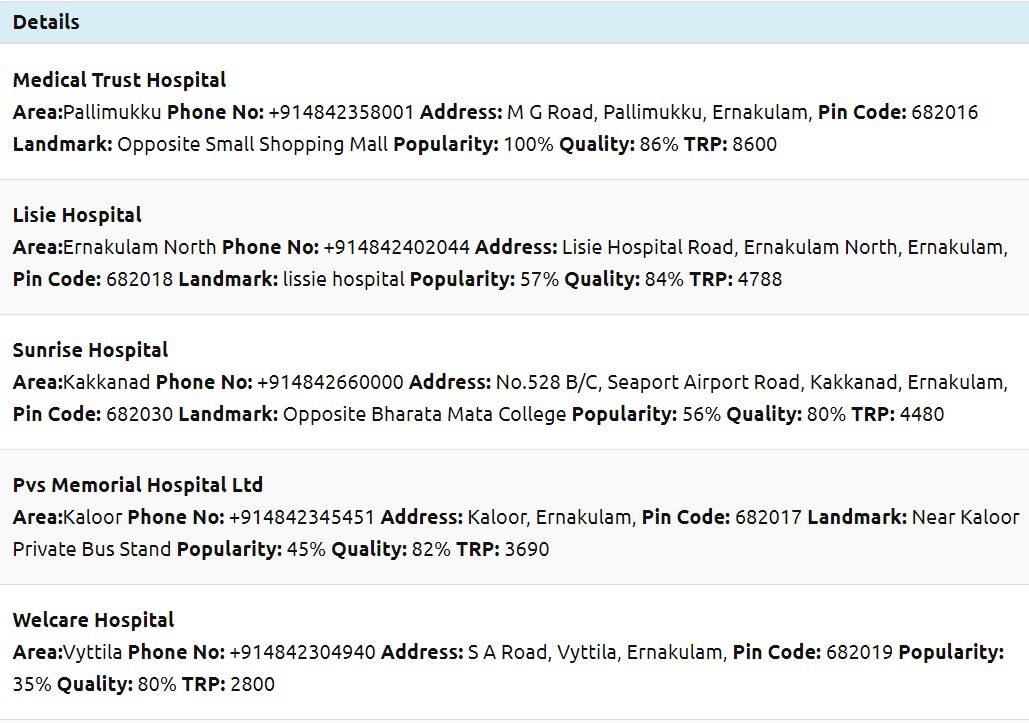 Details
Medical Trust Hospital
Area:Pallimukku Phone No: +914842358001 Address: M G Road, Pallimukku, Ernakulam, Pin Code: 682016
Landmark: Opposite Small Shopping Mall Popularity: 100% Quality: 86% TRP: 8600
Lisie Hospital
Area:Ernakulam North Phone No: +914842402044 Address: Lisie Hospital Road, Ernakulam North, Ernakulam,
Pin Code: 682018 Landmark: lissie hospital Popularity: 57% Quality: 84% TRP: 4788
Sunrise Hospital
Area:Kakkanad Phone No: +914842660000 Address: No.528 B/C, Seaport Airport Road, Kakkanad, Ernakulam,
Pin Code: 682030 Landmark: Opposite Bharata Mata College Popularity: 56% Quality: 80% TRP: 4480
Pvs Memorial Hospital Ltd
Area:Kaloor Phone No: +914842345451 Address: Kaloor, Ernakulam, Pin Code: 682017 Landmark: Near Kaloor
Private Bus Stand Popularity: 45% Quality: 82% TRP: 3690
Welcare Hospital
Area:Vyttila Phone No: +914842304940 Address: S A Road, Vyttila, Ernakulam, Pin Code: 682019 Popularity:
35% Quality: 80% TRP: 2800